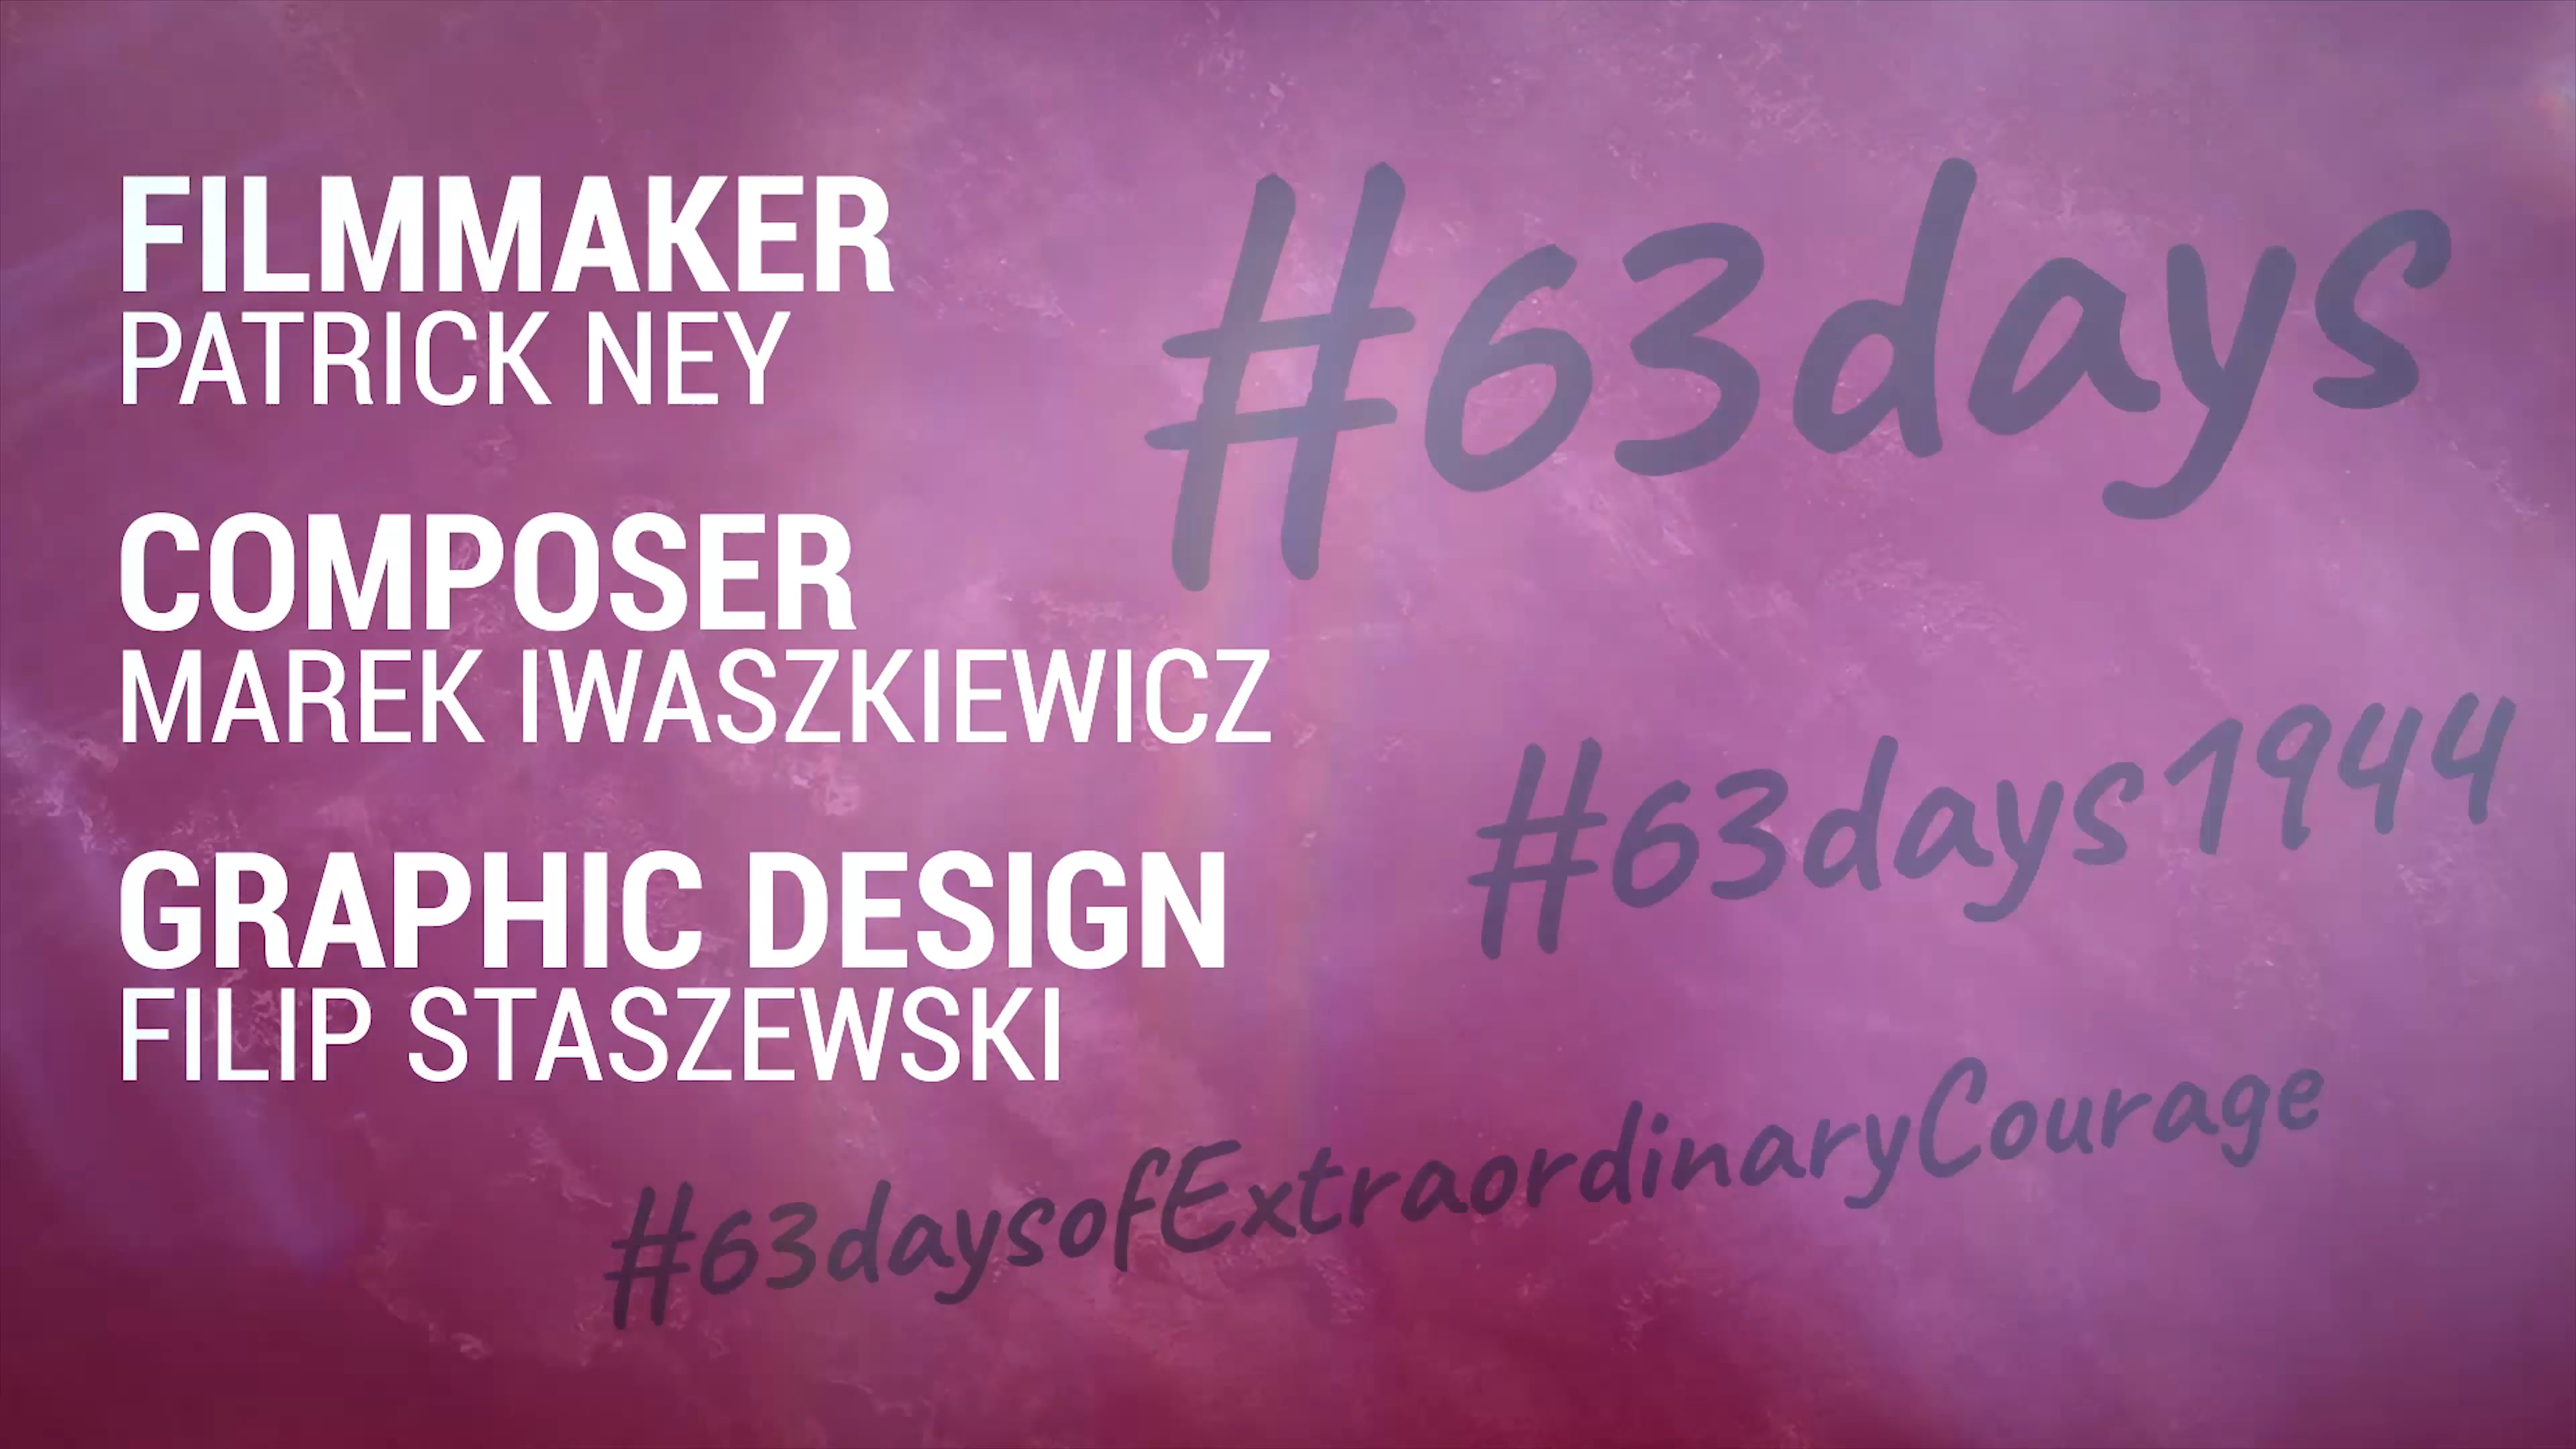 FILMMAKER
PATRICK NEY
COMPOSER
MAREK IWASZKIEWICZ
GRAPHIC DESIGN
FILIP STASZEWSKI
#63days
#63days1944
#63daysofExtraordinaryCourage